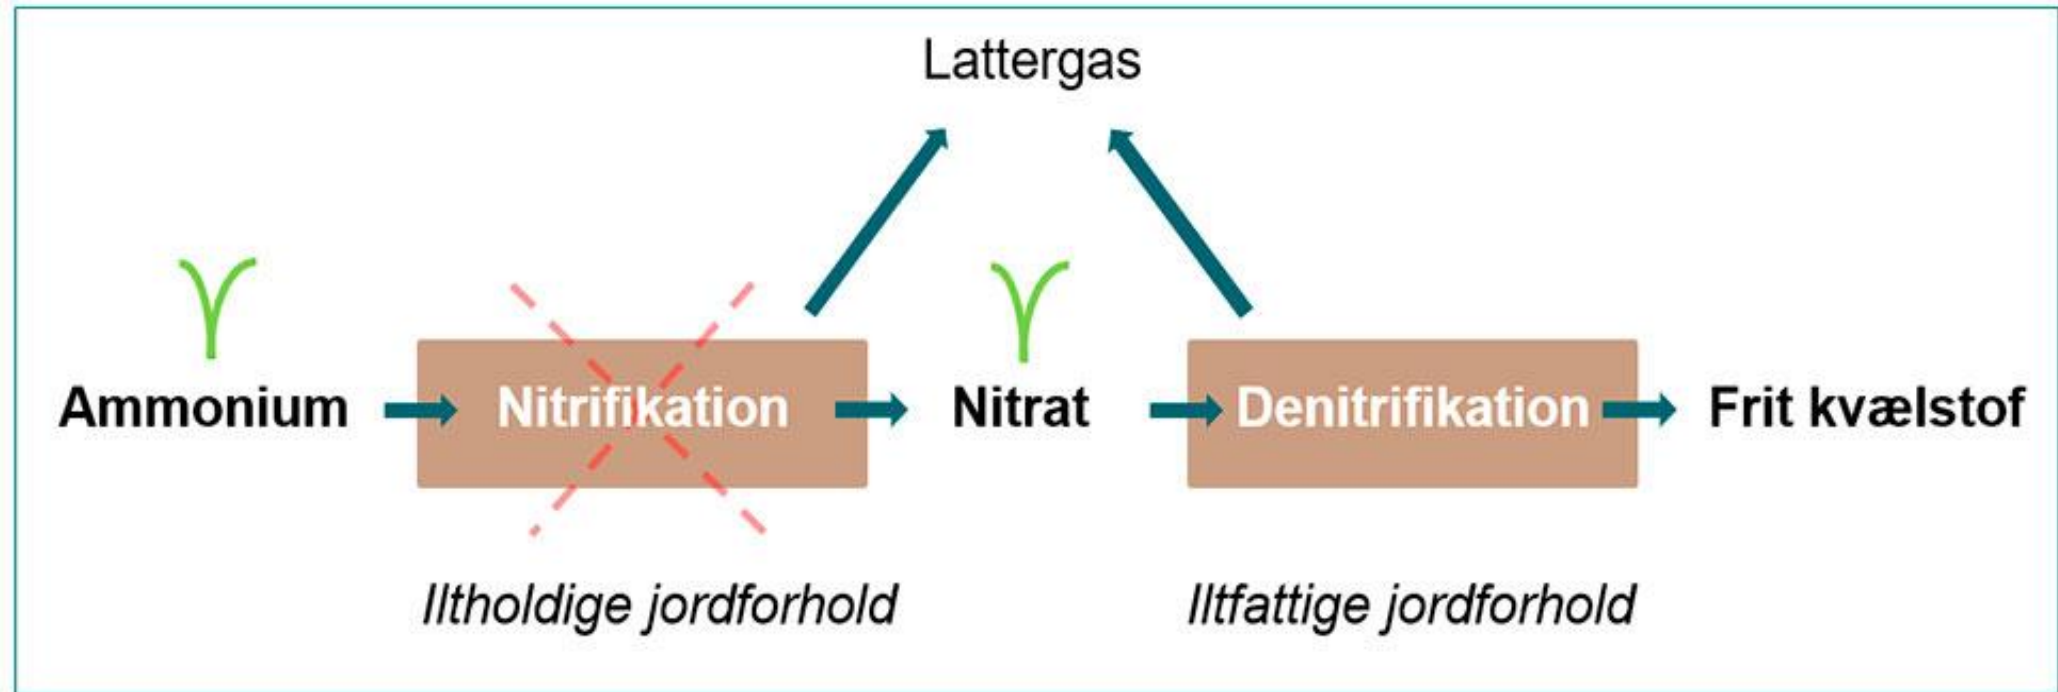 Lattergas
Ammonium Nitrifikation Nitrat Denitrifikation Frit kvælstof
Iltholdige jordforhold Iltfattige jordforhold